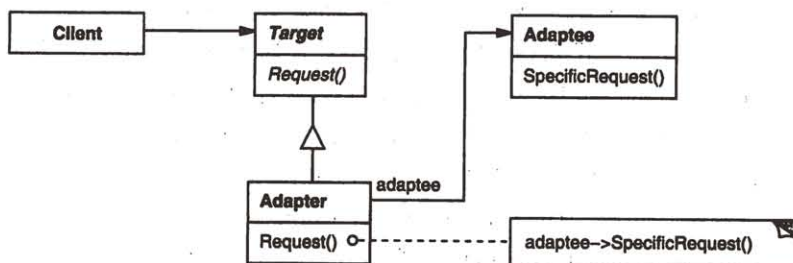 Client
Target
Request()
Adaptee
SpecificRequest()
adaptee
Adapter
Request()
adaptee->SpecificRequest()